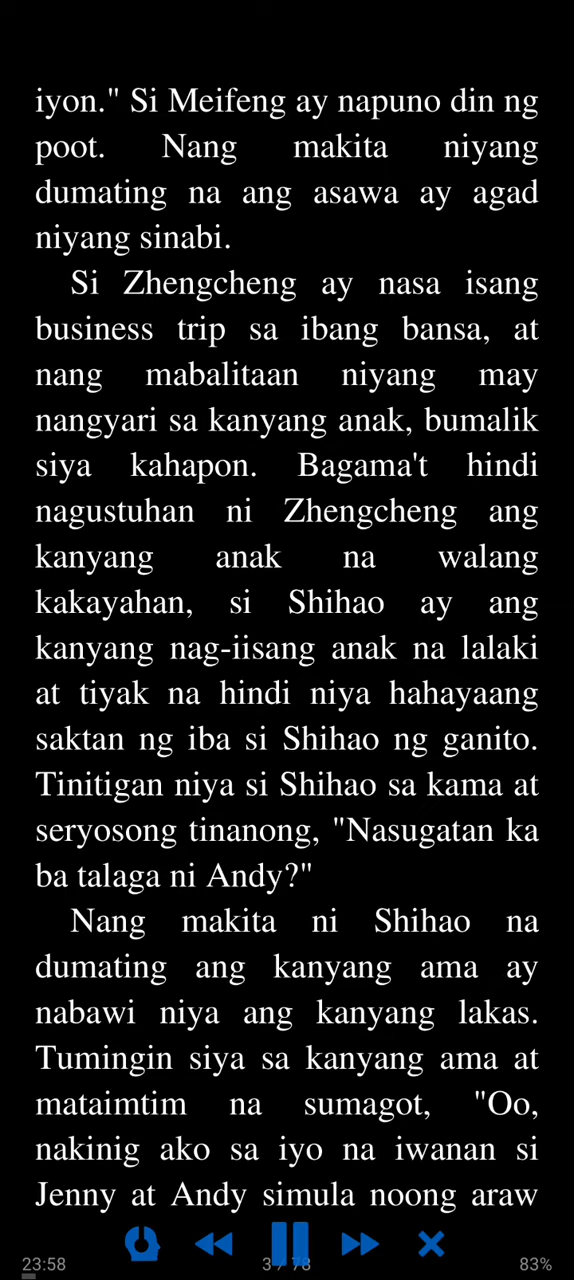 iyon." Si Meifeng ay napuno din ng
poot. Nang makita niyang
dumating na ang asawa ay agad
niyang sinabi.
Si Zhengcheng ay nasa isang
business trip sa ibang bansa, at
nang mabalitaan niyang may
nangyari sa kanyang anak, bumalik
siya kahapon. Bagama't hindi
nagustuhan ni Zhengcheng ang
kanyang anak na walang
kakayahan, si Shihao ay ang
kanyang nag-iisang anak na lalaki
at tiyak na hindi niya hahayaang
saktan ng iba si Shihao ng ganito.
Tinitigan niya si Shihao sa kama at
seryosong tinanong, "Nasugatan ka
ba talaga ni Andy?"
Nang makita ni Shihao na
dumating ang kanyang ama ay
nabawi niya ang kanyang lakas.
Tumingin siya sa kanyang ama at
mataimtim na sumagot, "Oo,
nakinig ako sa iyo na iwanan si
Jenny at Andy simula noong araw
23:58 3 / 78 83%